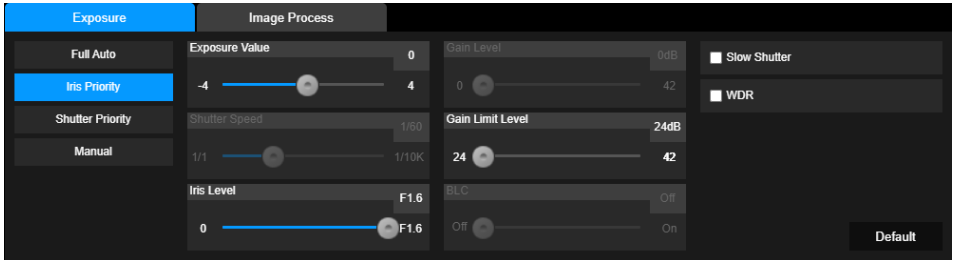 Exposure
Image Process
Full Auto
Iris Priority
Shutter Priority
Manual
Exposure Value
0
-4
4
Shutter Speed
1/60
1/1
1/10K
Iris Level
F1.6
0
F1.6
Gain Level
0dB
0
42
Gain Limit Level
24dB
24
42
BLC
Off
Off
On
Slow Shutter
WDR
Default